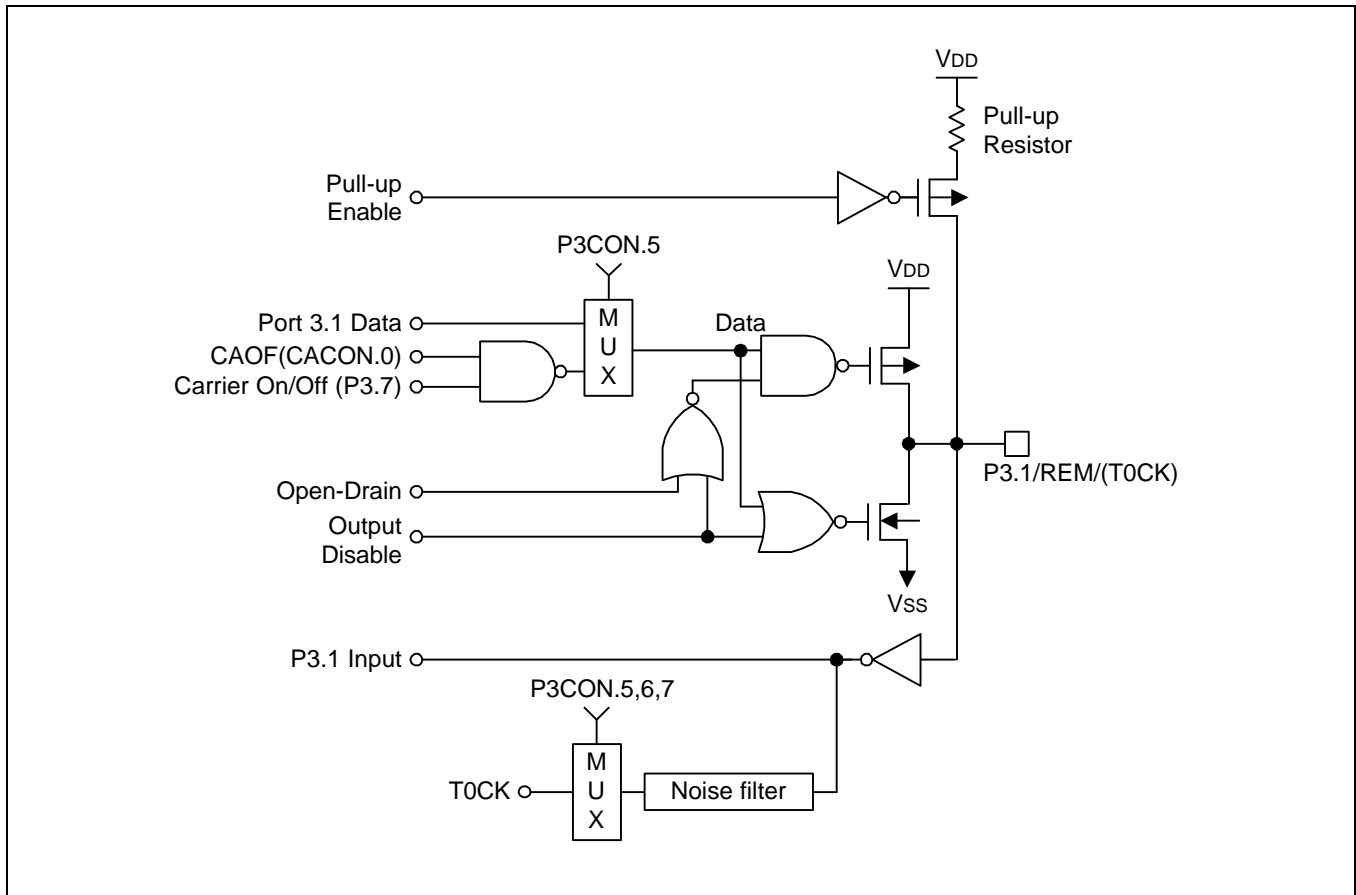 VDD
Pull-up
Resistor
Pull-up
Enable
P3CON.5
VDD
Port 3.1 Data
M
U
X
Data
CAOF(CACON.0)
Carrier On/Off (P3.7)
P3.1/REM/(T0CK)
Open-Drain
Output
Disable
VSS
P3.1 Input
P3CON.5,6,7
M
U
X
T0CK
Noise filter